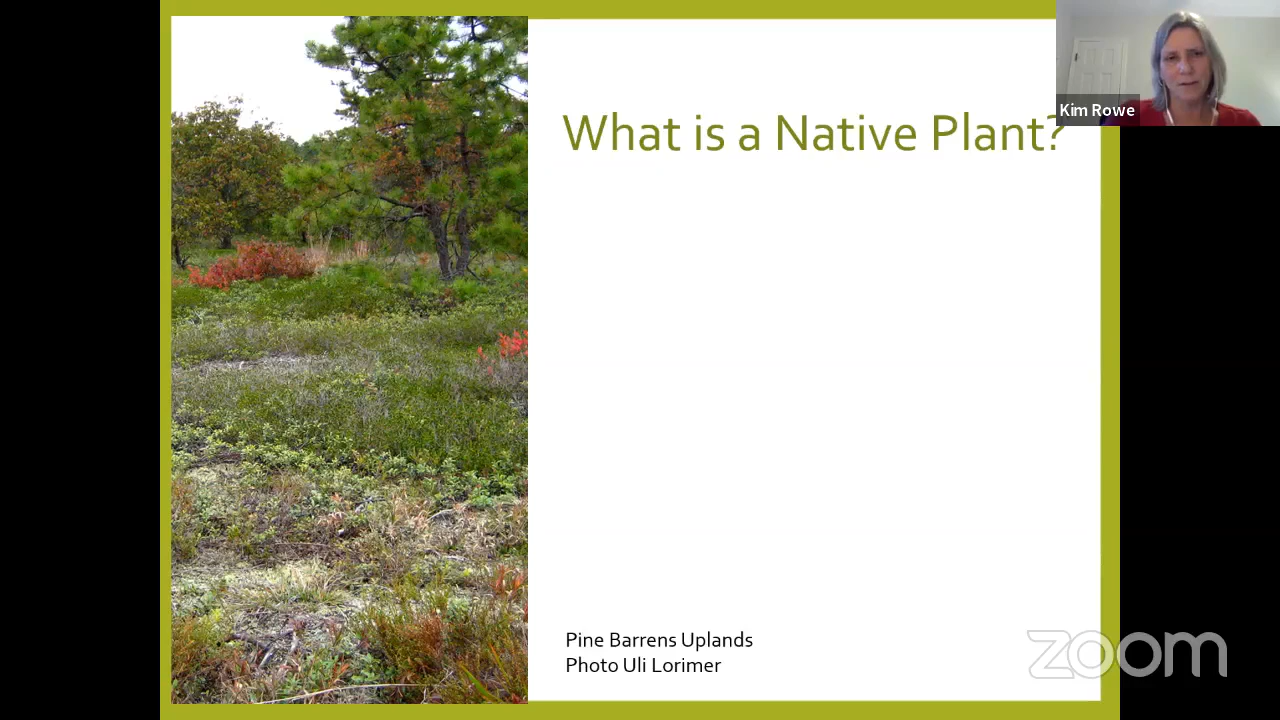 What is a Native Plant?
Kim Rowe
Pine Barrens Uplands
Photo Uli Lorimer
zoom